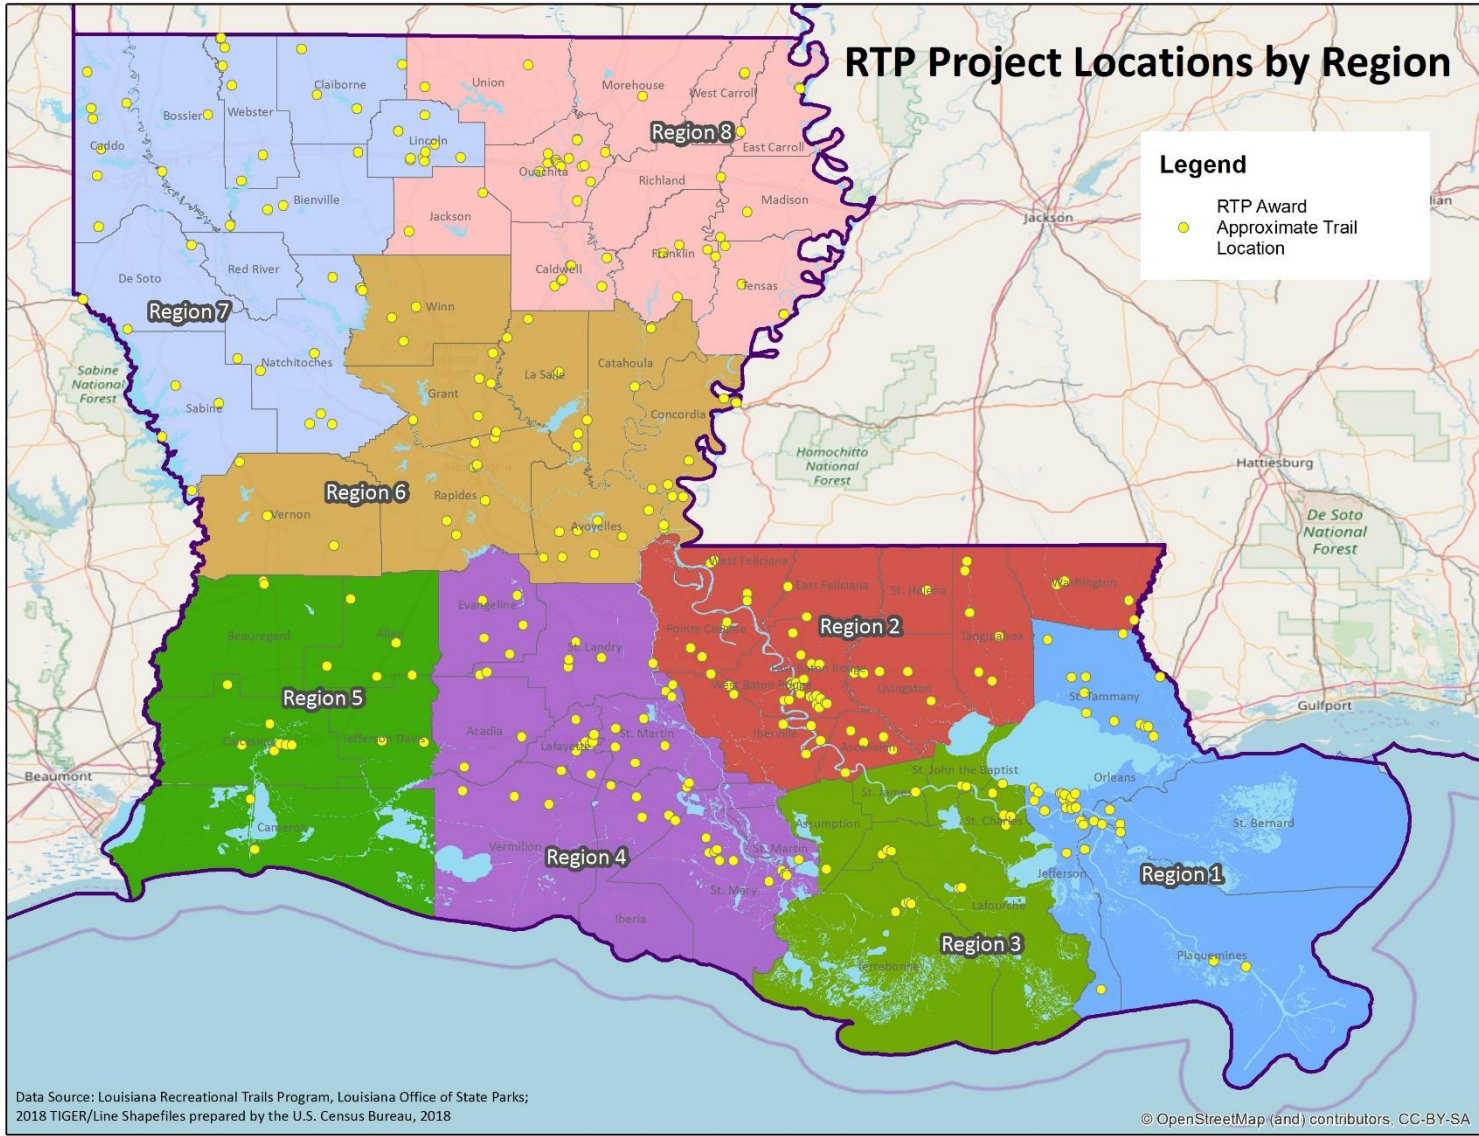 RTP Project Locations by Region
Legend
RTP Award
Approximate Trail
Location
Claiborne
Union
Morehouse
West Carroll
Bossier
Webster
Lincoln
Region 8
Caddo
East Carroll
Ouachita
Richland
Bienville
Madison
Jackson
Jackson
Franklin
De Soto
Red River
Caldwell
Tensas
Region 7
Winn
Natchitoches
Catahoula
Sabine
National
Forest
La Salle
Grant
Sabine
Concordia
Homochitto
National
Forest
Hattiesburg
Region 6
Rapides
Vernon
Avoyelles
De Soto
National
Forest
West Feliciana
East Feliciana
St. Helena
Washington
Evangeline
Pointe Coupee
Region 2
Beauregard
Allen
St. Landry
Tangipahoa
East Baton Rouge
West Baton Rouge
Livingston
Region 5
St. Tammany
Gulfport
Acadia
St. Martin
Iberville
Calcasieu
Jefferson Davis
Lafayette
Ascension
Beaumont
St. John the Baptist
Orleans
St. James
Cameron
Assumption
St. Charles
St. Bernard
Vermilion
Region 4
St. Martin
Jefferson
Region 1
St. Mary
Iberia
Lafourche
Region 3
Terrebonne
Plaquemines
Data Source: Louisiana Recreational Trails Program, Louisiana Office of State Parks;
2018 TIGER/Line Shapefiles prepared by the U.S. Census Bureau, 2018
© OpenStreetMap (and) contributors, CC-BY-SA